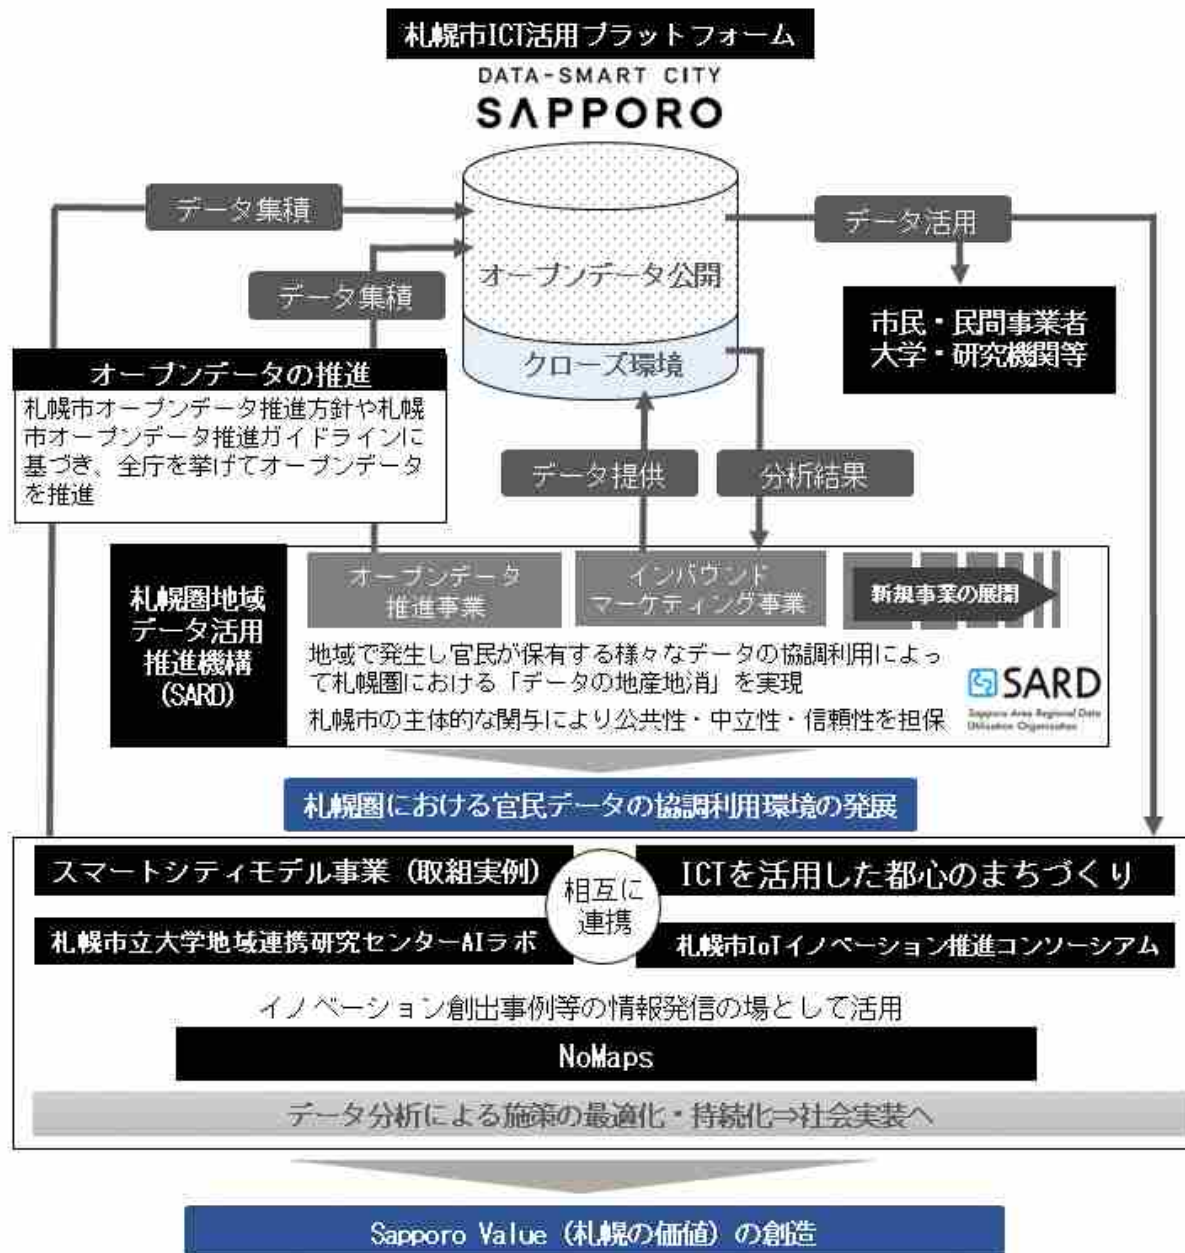 札幌市ICT活用プラットフォーム
DATA-SMART CITY
SAPPORO
データ集積
データ活用
オープンデータ公開
データ集積
市民・民間事業者
大学・研究機関等
クローズ環境
オープンデータの推進
札幌市オープンデータ推進方針や札幌
市オープンデータ推進ガイドラインに
基づき、全庁を挙げてオープンデータ
を推進
データ提供
分析結果
札幌圏地域
データ活用
推進機構
(SARD)
オープンデータ
推進事業
インバウンド
マーケティング事業
新規事業の展開
地域で発生し官民が保有する様々なデータの協調利用によっ
て札幌圏における「データの地産地消」を実現
札幌市の主体的な関与により公共性・中立性・信頼性を担保
SARD
Sapporo Area Regional Data
Utilization Organization
札幌圏における官民データの協調利用環境の発展
スマートシティモデル事業（取組実例）
ICTを活用した都心のまちづくり
相互に
連携
札幌市立大学地域連携研究センターAIラボ
札幌市IoTイノベーション推進コンソーシアム
イノベーション創出事例等の情報発信の場として活用
NoMaps
データ分析による施策の最適化・持続化⇒社会実装へ
Sapporo Value（札幌の価値）の創造